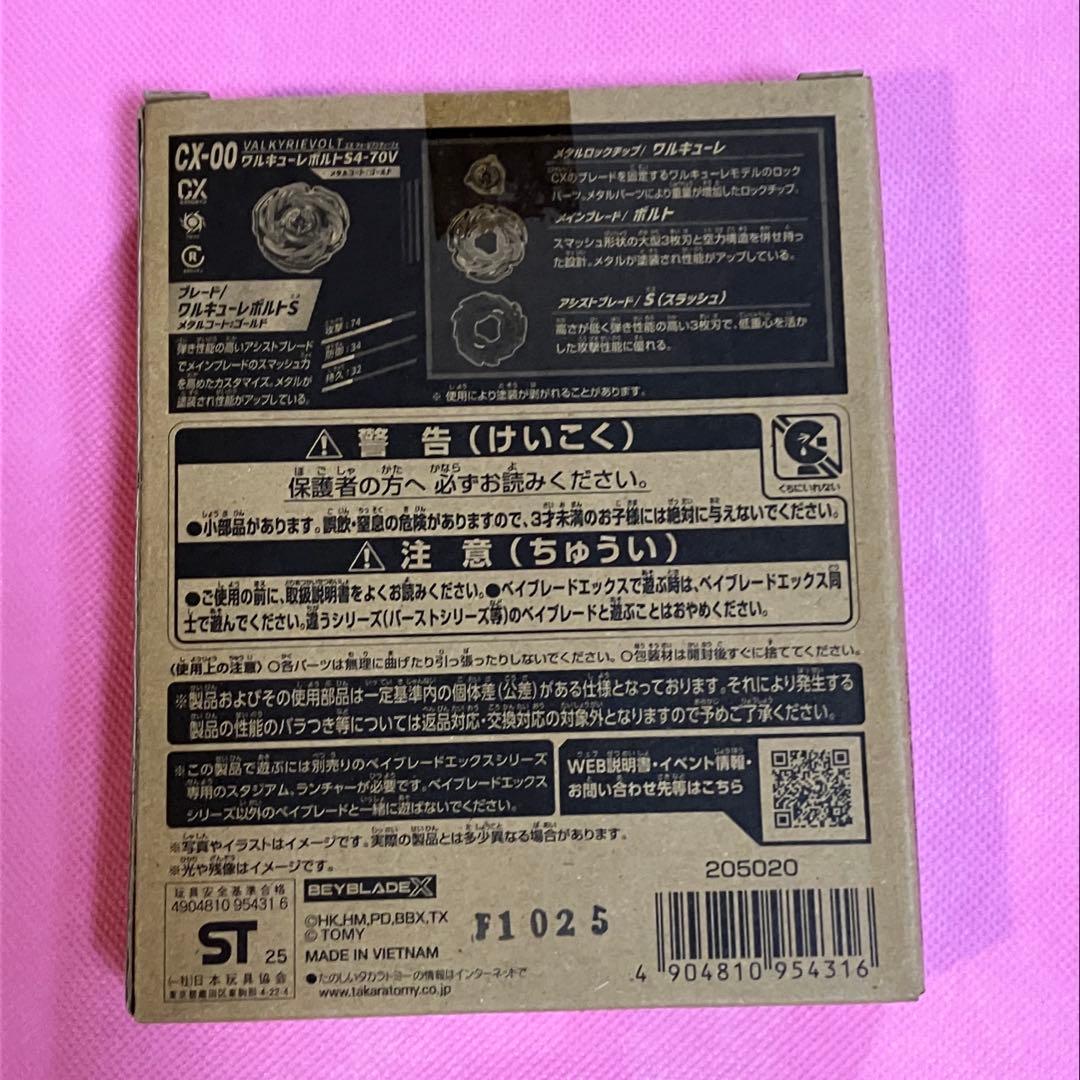 CX-00
VALKYRIEVOLT
ワルキューレボルトS4-70V
メタルコート:ゴールド
CX
R
ブレード/
ワルキューレボルトS
メタルコート:ゴールド
弾き性能の高いアシストブレード
でメインブレードのスマッシュ力
を高めたカスタマイズ。メタルが
塗装され性能がアップしている。
攻撃:74
防御:34
持久:32
メタルロックチップ/ ワルキューレ
CXのブレードを固定するワルキューレモデルのロック
パーツ。メタルパーツにより重量が増加したロックチップ。
メインブレード/ ボルト
スマッシュ形状の大型3枚刃と空力構造を併せ持っ
た設計。メタルが塗装され性能がアップしている。
アシストブレード/ S(スラッシュ)
高さが低く弾き性能の高い3枚刃で、低重心を活か
した攻撃性能に優れる。
※ 使用により塗装が剥がれることがあります。
⚠ 警 告(けいこく)
保護者の方へ 必ずお読みください。
●小部品があります。誤飲・窒息の危険がありますので、3才未満のお子様には絶対に与えないでください。
くちにいれない
⚠ 注 意(ちゅうい)
●ご使用の前に、取扱説明書をよくお読みください。●ベイブレードエックスで遊ぶ時は、ベイブレードエックス同
士で遊んでください。違うシリーズ(バーストシリーズ等)のベイブレードと遊ぶことはおやめください。
〈使用上の注意〉○各パーツは無理に曲げたり引っ張ったりしないでください。○包装材は開封後すぐに捨ててください。
※製品およびその使用部品は一定基準内の個体差(公差)がある仕様となっております。それにより発生する
製品の性能のバラつき等については返品対応・交換対応の対象外となりますので予めご了承ください。
※この製品で遊ぶには別売りのベイブレードエックスシリーズ
専用のスタジアム、ランチャーが必要です。ベイブレードエックス
シリーズ以外のベイブレードと一緒に遊ばないでください。
WEB説明書・イベント情報・
お問い合わせ先等はこちら
※写真やイラストはイメージです。実際の製品とは多少異なる場合があります。
※光や残像はイメージです。
205020
玩具安全基準合格
4904810 95431 6
ST 25
(一社)日本玩具協会
東京都墨田区東駒形 4-22-4
BEYBLADE X
©HK,HM,PD,BBX,TX
© TOMY
MADE IN VIETNAM
●たのしいタカラトミーの情報はインターネットで
www.takaratomy.co.jp
F1025
4 904810 954316